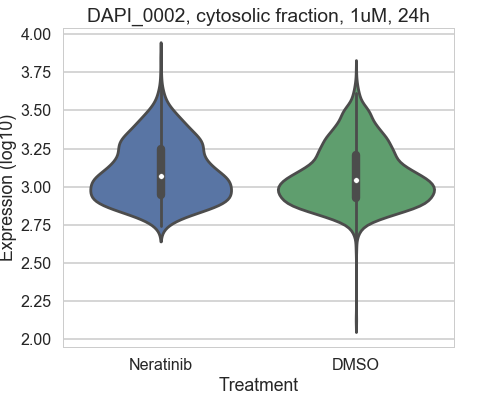 DAPI_0002, cytosolic fraction, 1uM, 24h
4.00
3.75
3.50
3.25
3.00
2.75
2.50
2.25
2.00
Expression (log10)
Neratinib
DMSO
Treatment